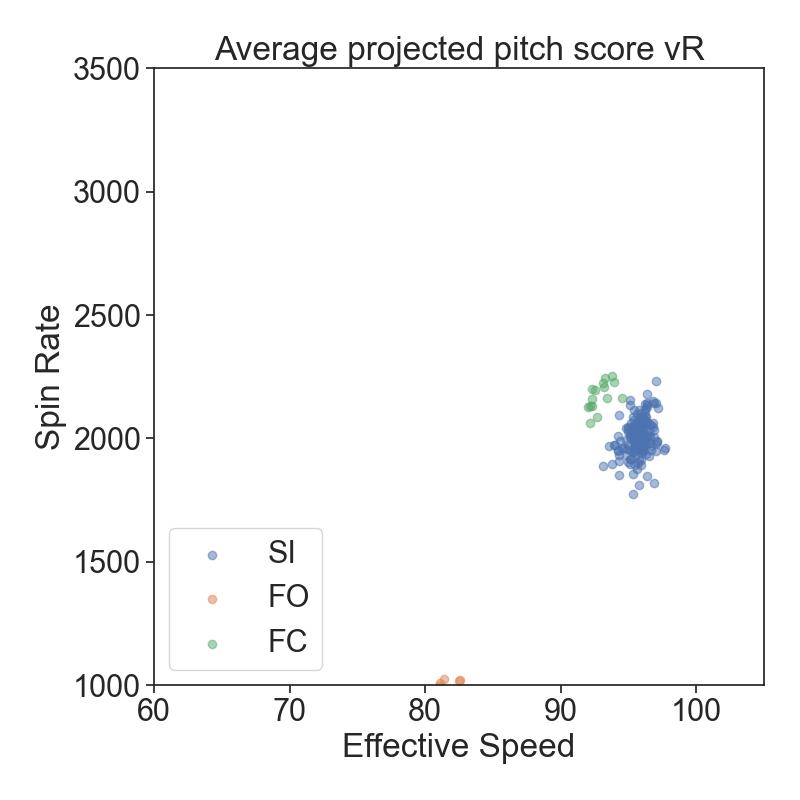 Average projected pitch score vR
3500
3000
2500
2000
1500
1000
Spin Rate
SI
FO
FC
60 70 80 90 100
Effective Speed